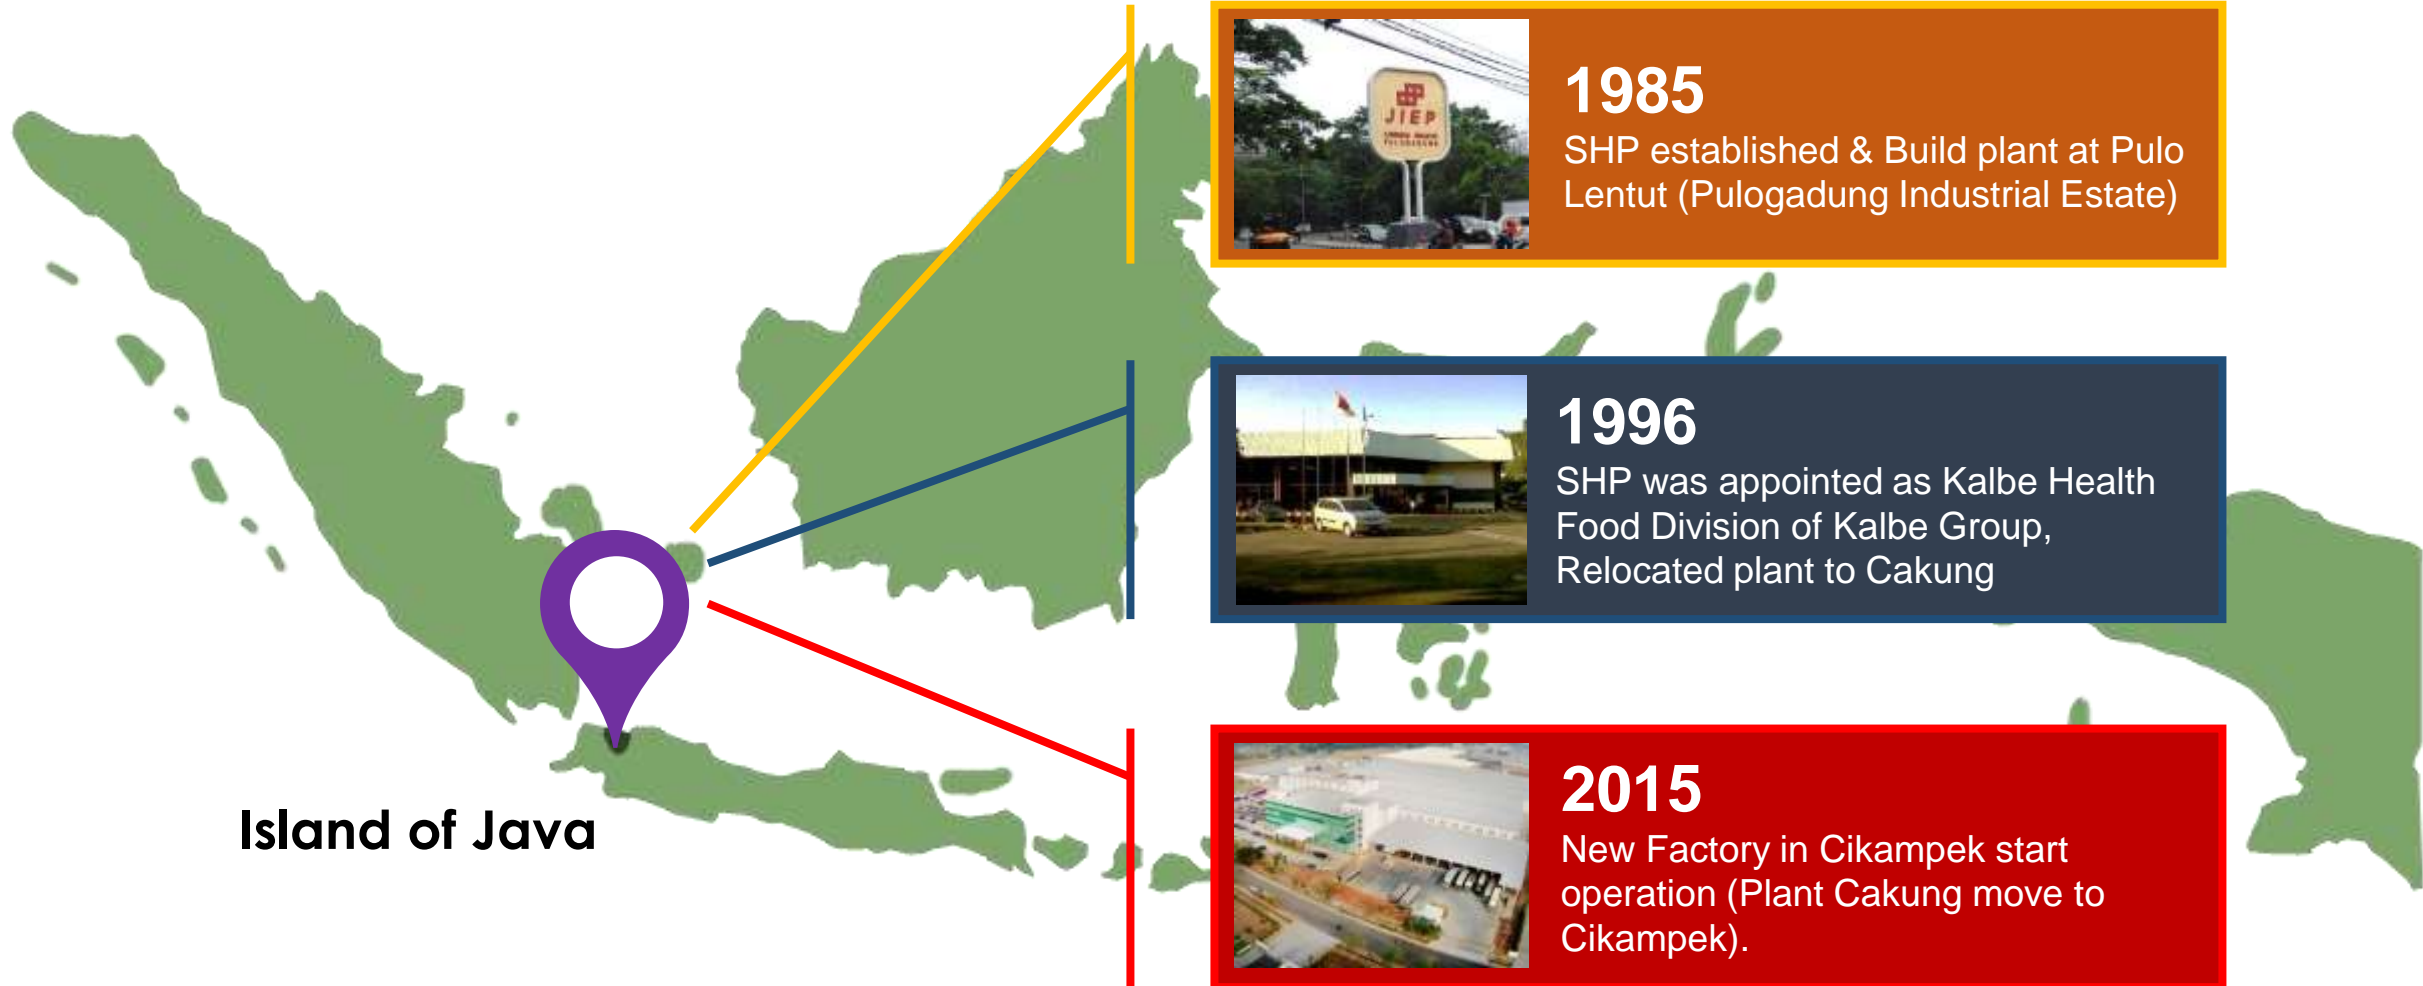 1985
SHP established & Build plant at Pulo
Lentut (Pulogadung Industrial Estate)
JIEP
1996
SHP was appointed as Kalbe Health
Food Division of Kalbe Group,
Relocated plant to Cakung
2015
New Factory in Cikampek start
operation (Plant Cakung move to
Cikampek).
Island of Java